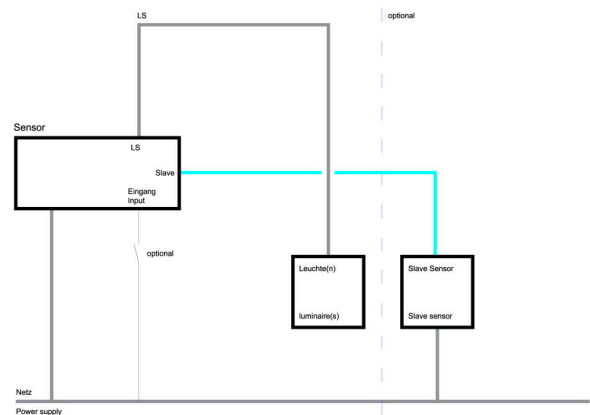 LS
optional
Sensor
LS
Slave
Eingang
Input
optional
Leuchte(n)
luminaire(s)
Slave Sensor
Slave sensor
Netz
Power supply